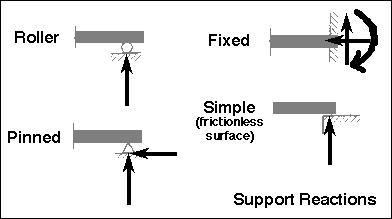 Roller
Fixed
Simple
(frictionless
surface)
Pinned
Support Reactions